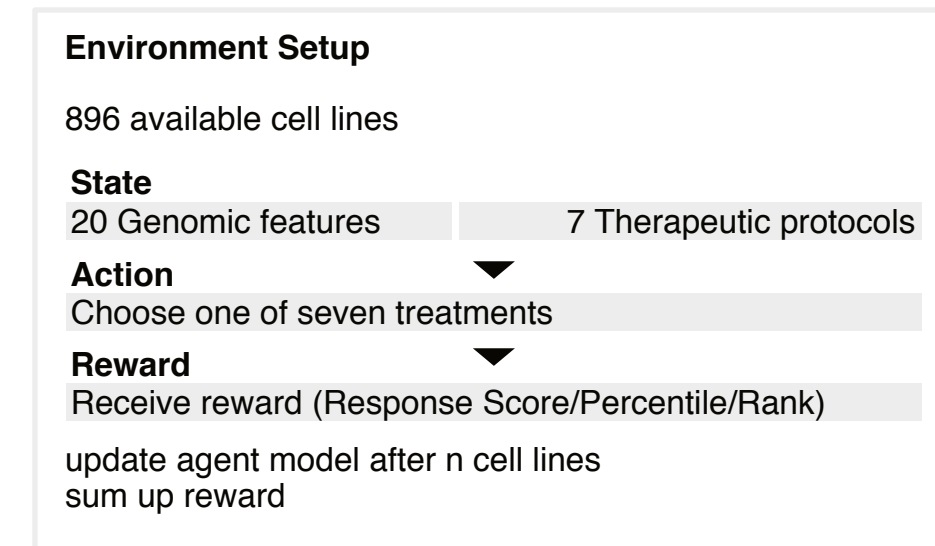 Environment Setup
896 available cell lines
State
20 Genomic features 7 Therapeutic protocols
Action
Choose one of seven treatments
Reward
Receive reward (Response Score/Percentile/Rank)
update agent model after n cell lines
sum up reward